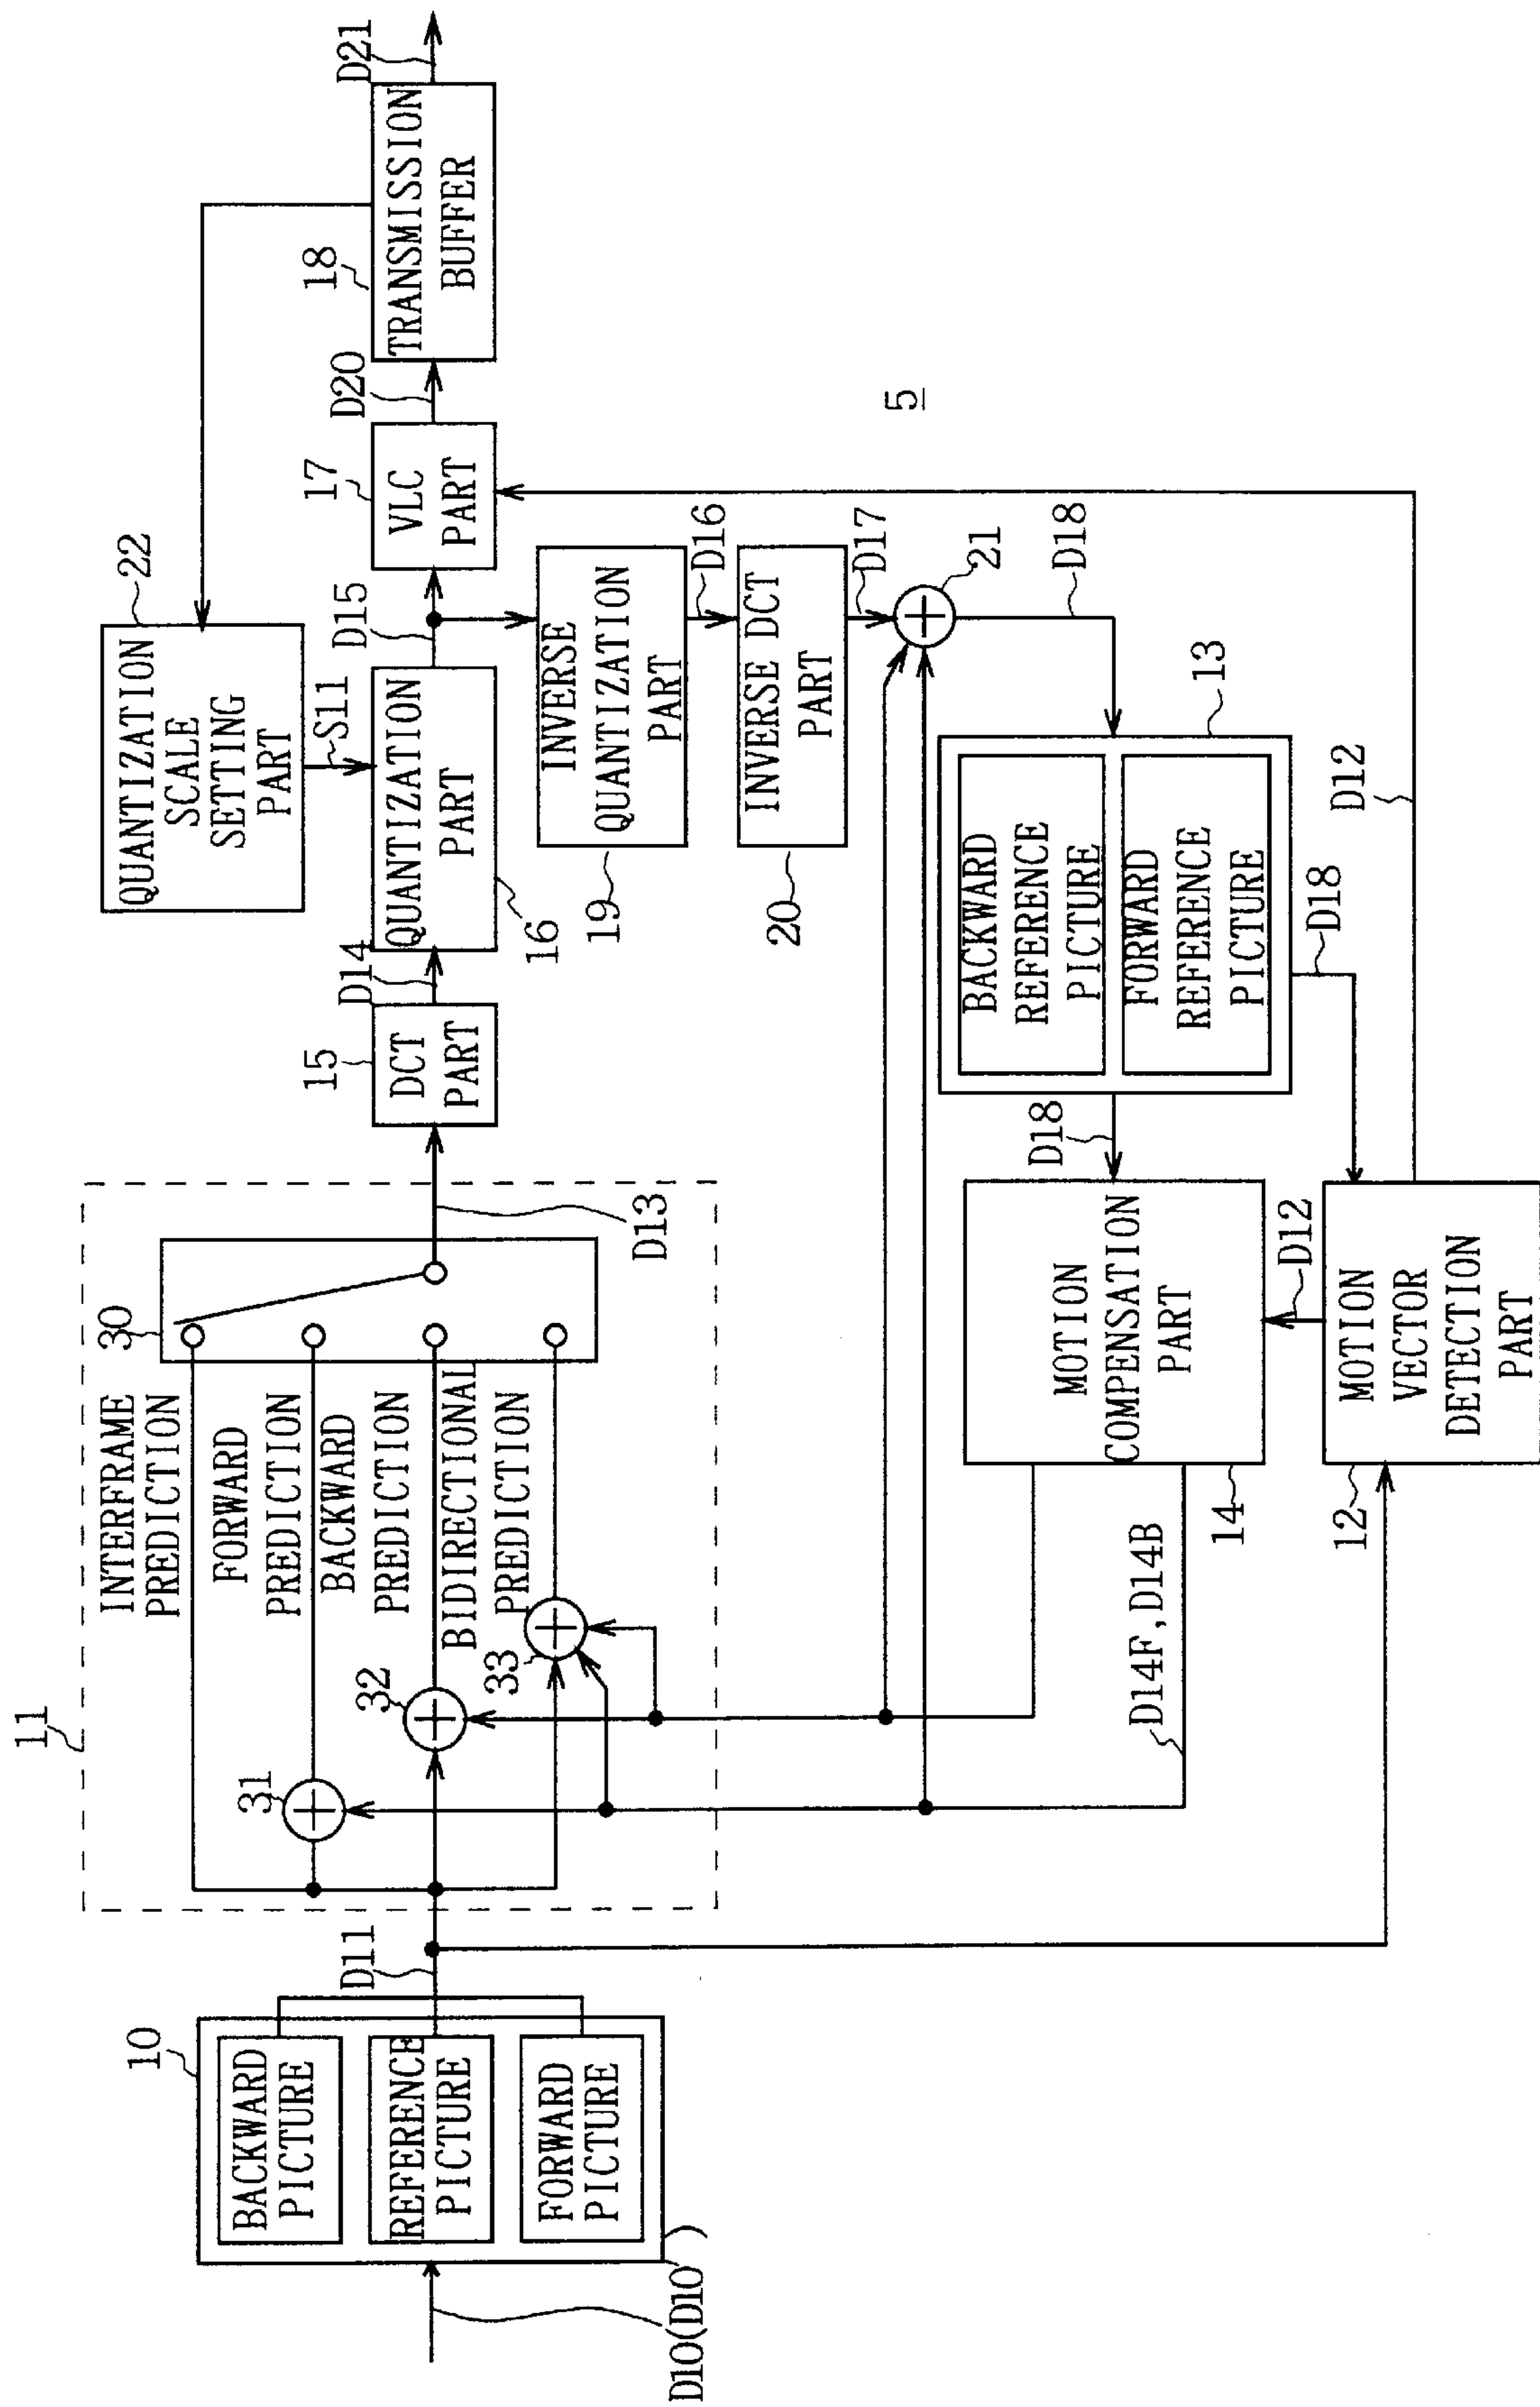 10
BACKWARD
PICTURE
REFERENCE
PICTURE
FORWARD
PICTURE
D10(D10')
D11
11
INTERFRAME
PREDICTION
FORWARD
PREDICTION
BACKWARD
PREDICTION
BIDIRECTIONAL
PREDICTION
31
32
33
30
D13
15
DCT
PART
D14
QUANTIZATION
SCALE
SETTING
PART
22
S11
QUANTIZATION
PART
16
D15
17
VLC
PART
D20
18
TRANSMISSION
BUFFER
D21
INVERSE
QUANTIZATION
PART
19
D16
INVERSE DCT
PART
20
D17
21
D18
5
13
BACKWARD
REFERENCE
PICTURE
FORWARD
REFERENCE
PICTURE
D18
D18
MOTION
COMPENSATION
PART
14
D14F,D14B
D12
MOTION
VECTOR
DETECTION
PART
12
D12